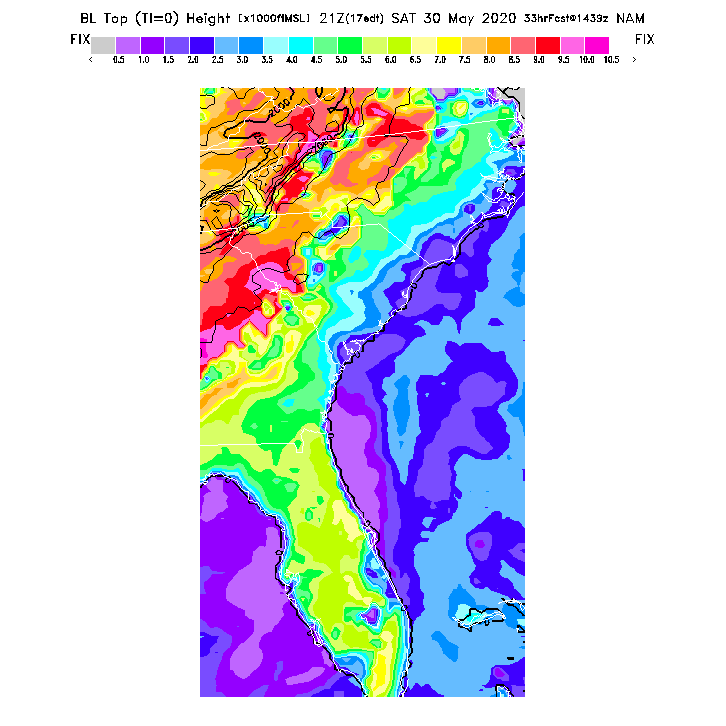 BL Top (TI=0) Height [x1000ftMSL] 21Z(17edt) SAT 30 May 2020 33hrFcst@1439z NAM
FIX FIX
< 0.5 1.0 1.5 2.0 2.5 3.0 3.5 4.0 4.5 5.0 5.5 6.0 6.5 7.0 7.5 8.0 8.5 9.0 9.5 10.0 10.5 >
2000